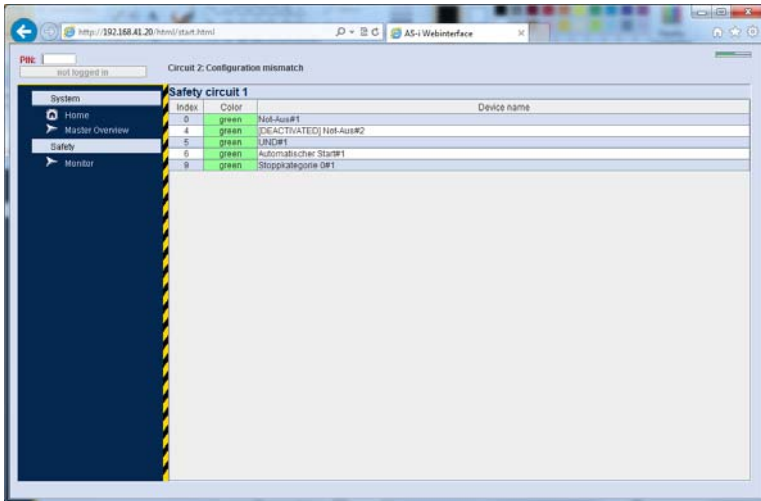 http://192.168.41.20/html/start.html
AS-i Webinterface
PIN:
not logged in
Circuit 2: Configuration mismatch
System
Home
Master Overview
Safety
Monitor
Safety circuit 1
Index Color Device name
0 green Not-Aus#1
4 green [DEACTIVATED] Not-Aus#2
5 green UND#1
6 green Automatischer Start#1
9 green Stoppkategorie 0#1